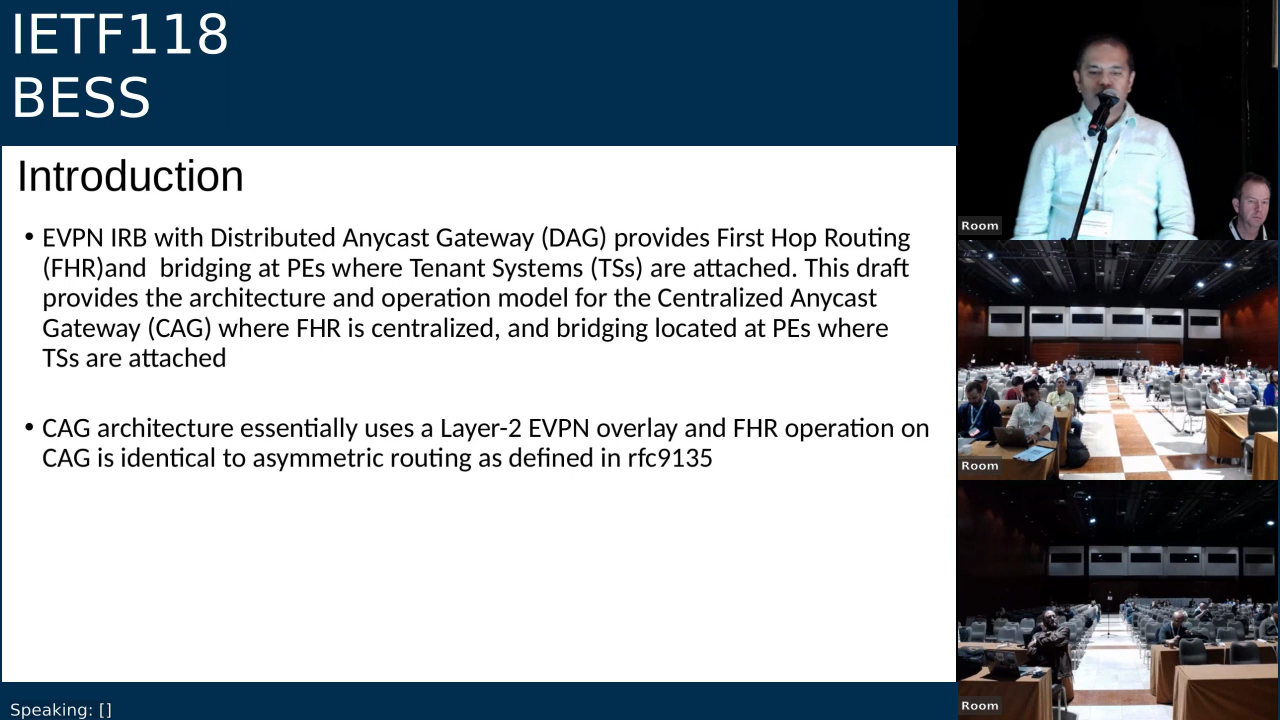 IETF118
BESS
Introduction
• EVPN IRB with Distributed Anycast Gateway (DAG) provides First Hop Routing
(FHR)and  bridging at PEs where Tenant Systems (TSs) are attached. This draft
provides the architecture and operation model for the Centralized Anycast
Gateway (CAG) where FHR is centralized, and bridging located at PEs where
TSs are attached
• CAG architecture essentially uses a Layer-2 EVPN overlay and FHR operation on
CAG is identical to asymmetric routing as defined in rfc9135
Speaking: []
Room
Room
Room